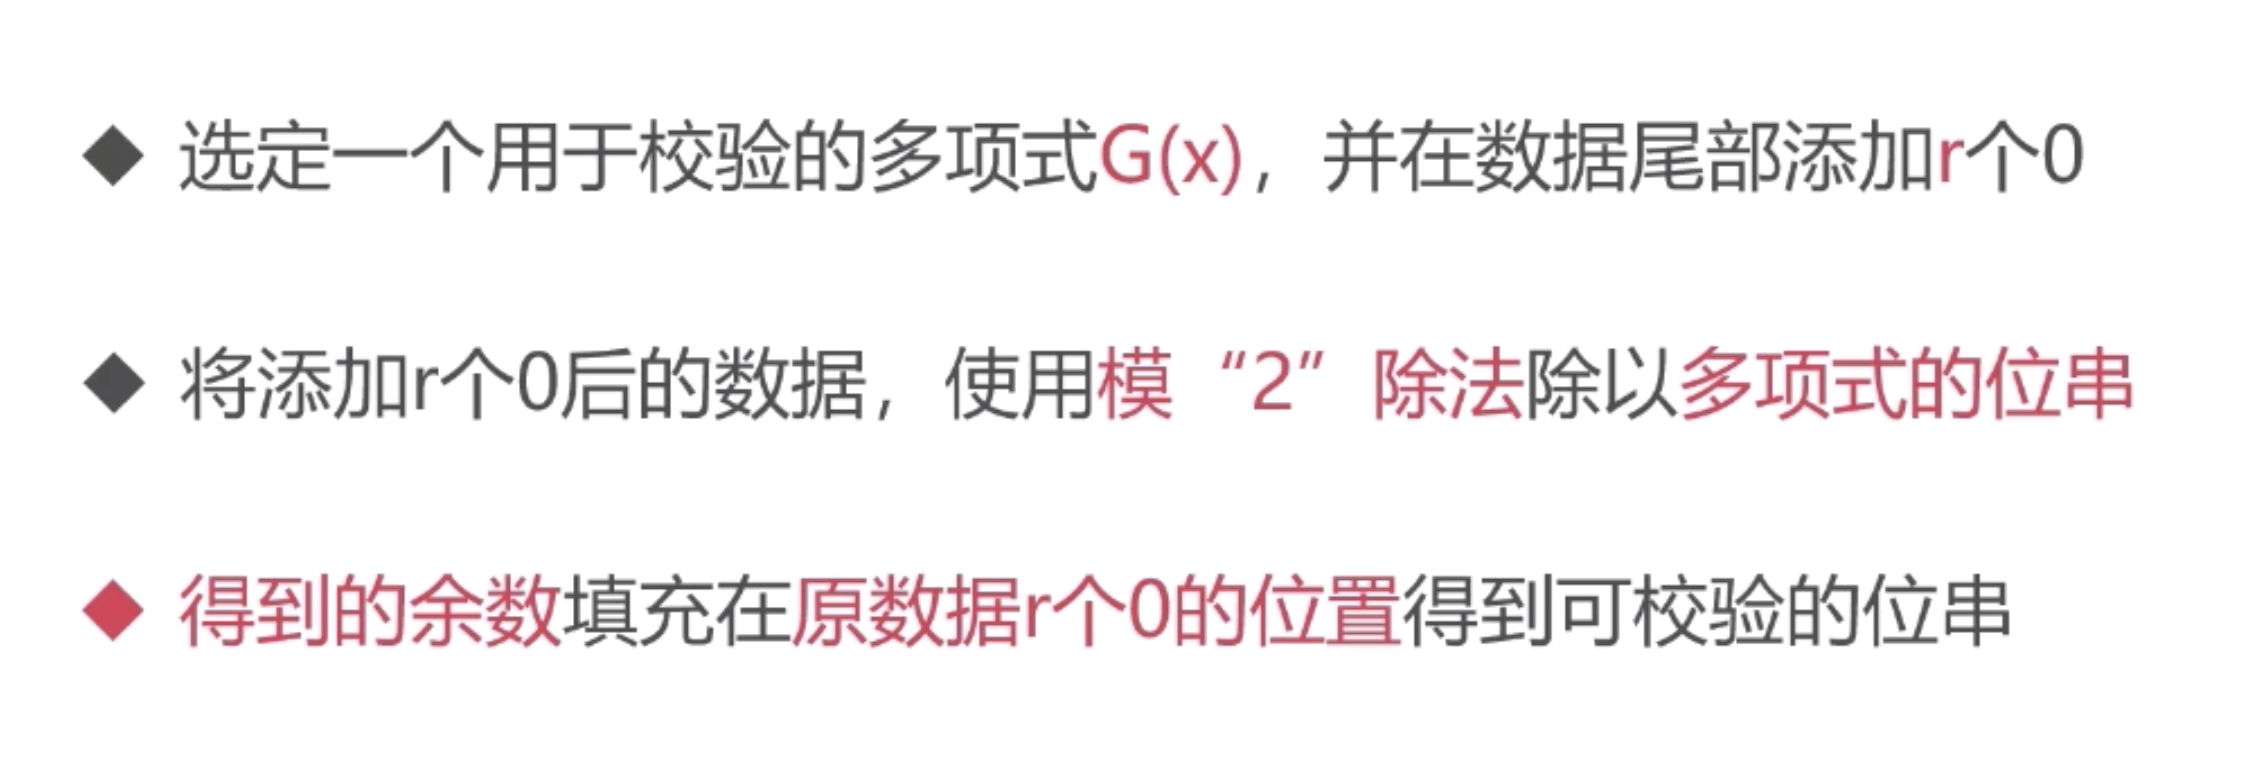 ◆ 选定一个用于校验的多项式G(x)，并在数据尾部添加r个0
◆ 将添加r个0后的数据，使用模“2”除法除以多项式的位串
◆ 得到的余数填充在原数据r个0的位置得到可校验的位串